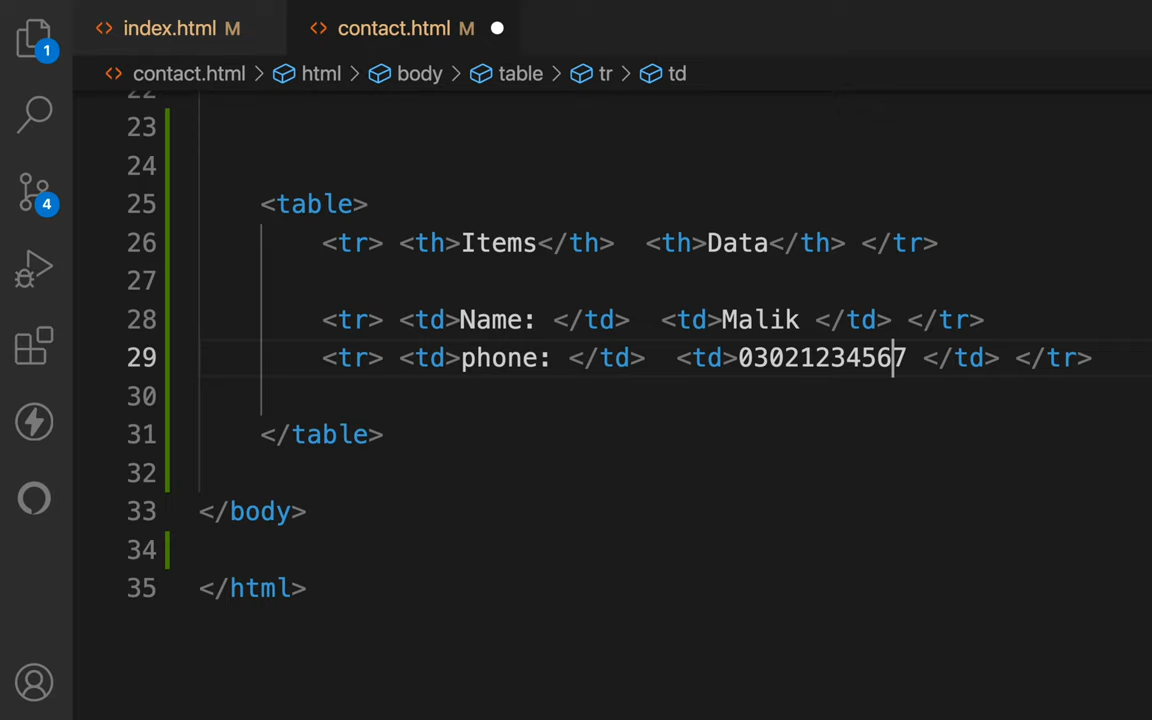 index.html M contact.html M
contact.html > html > body > table > tr > td
22
23
24
25 <table>
26 <tr> <th>Items</th> <th>Data</th> </tr>
27
28 <tr> <td>Name: </td> <td>Malik </td> </tr>
29 <tr> <td>phone: </td> <td>03021234567 </td> </tr>
30
31 </table>
32
33 </body>
34
35 </html>
1
4